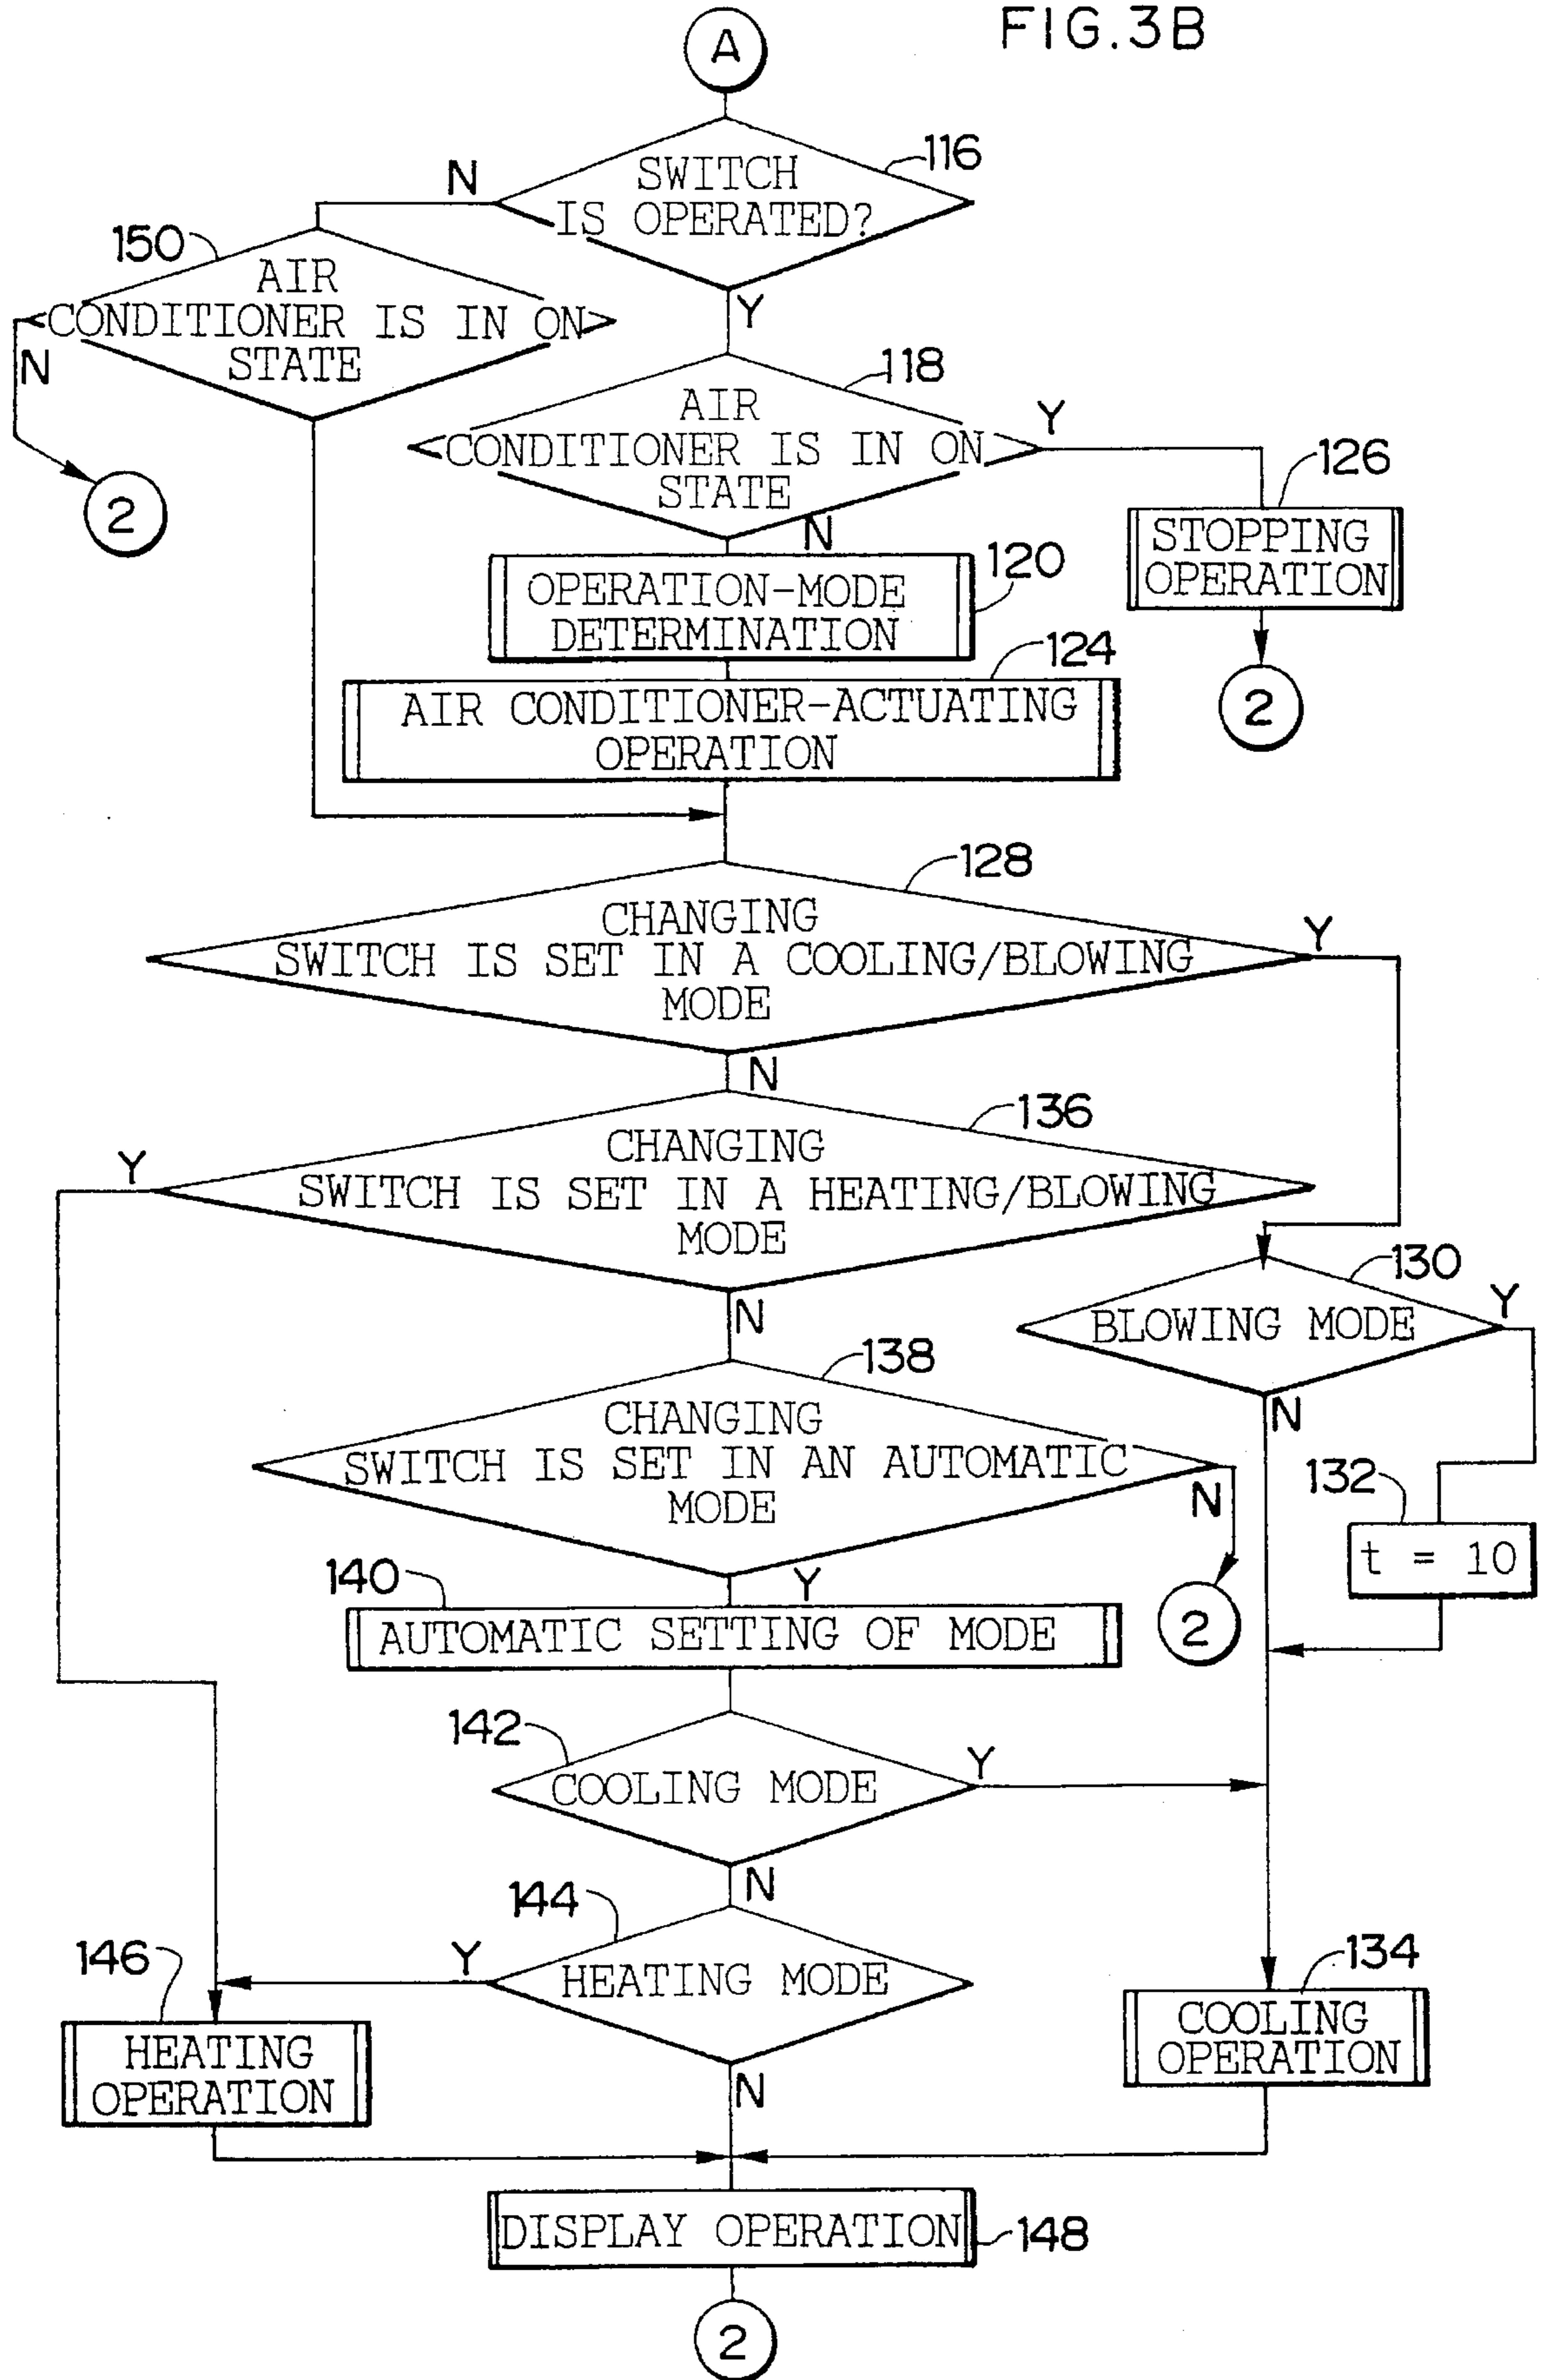 FIG.3B
A
116
SWITCH
IS OPERATED?
N
Y
150
AIR
CONDITIONER IS IN ON
STATE
N
2
118
AIR
CONDITIONER IS IN ON
STATE
Y
N
126
STOPPING
OPERATION
2
120
OPERATION-MODE
DETERMINATION
124
AIR CONDITIONER-ACTUATING
OPERATION
128
CHANGING
SWITCH IS SET IN A COOLING/BLOWING
MODE
Y
N
136
CHANGING
SWITCH IS SET IN A HEATING/BLOWING
MODE
Y
N
130
BLOWING MODE
Y
N
138
CHANGING
SWITCH IS SET IN AN AUTOMATIC
MODE
N
2
Y
132
t = 10
140
AUTOMATIC SETTING OF MODE
142
COOLING MODE
Y
N
144
HEATING MODE
Y
N
146
HEATING
OPERATION
134
COOLING
OPERATION
DISPLAY OPERATION
148
2